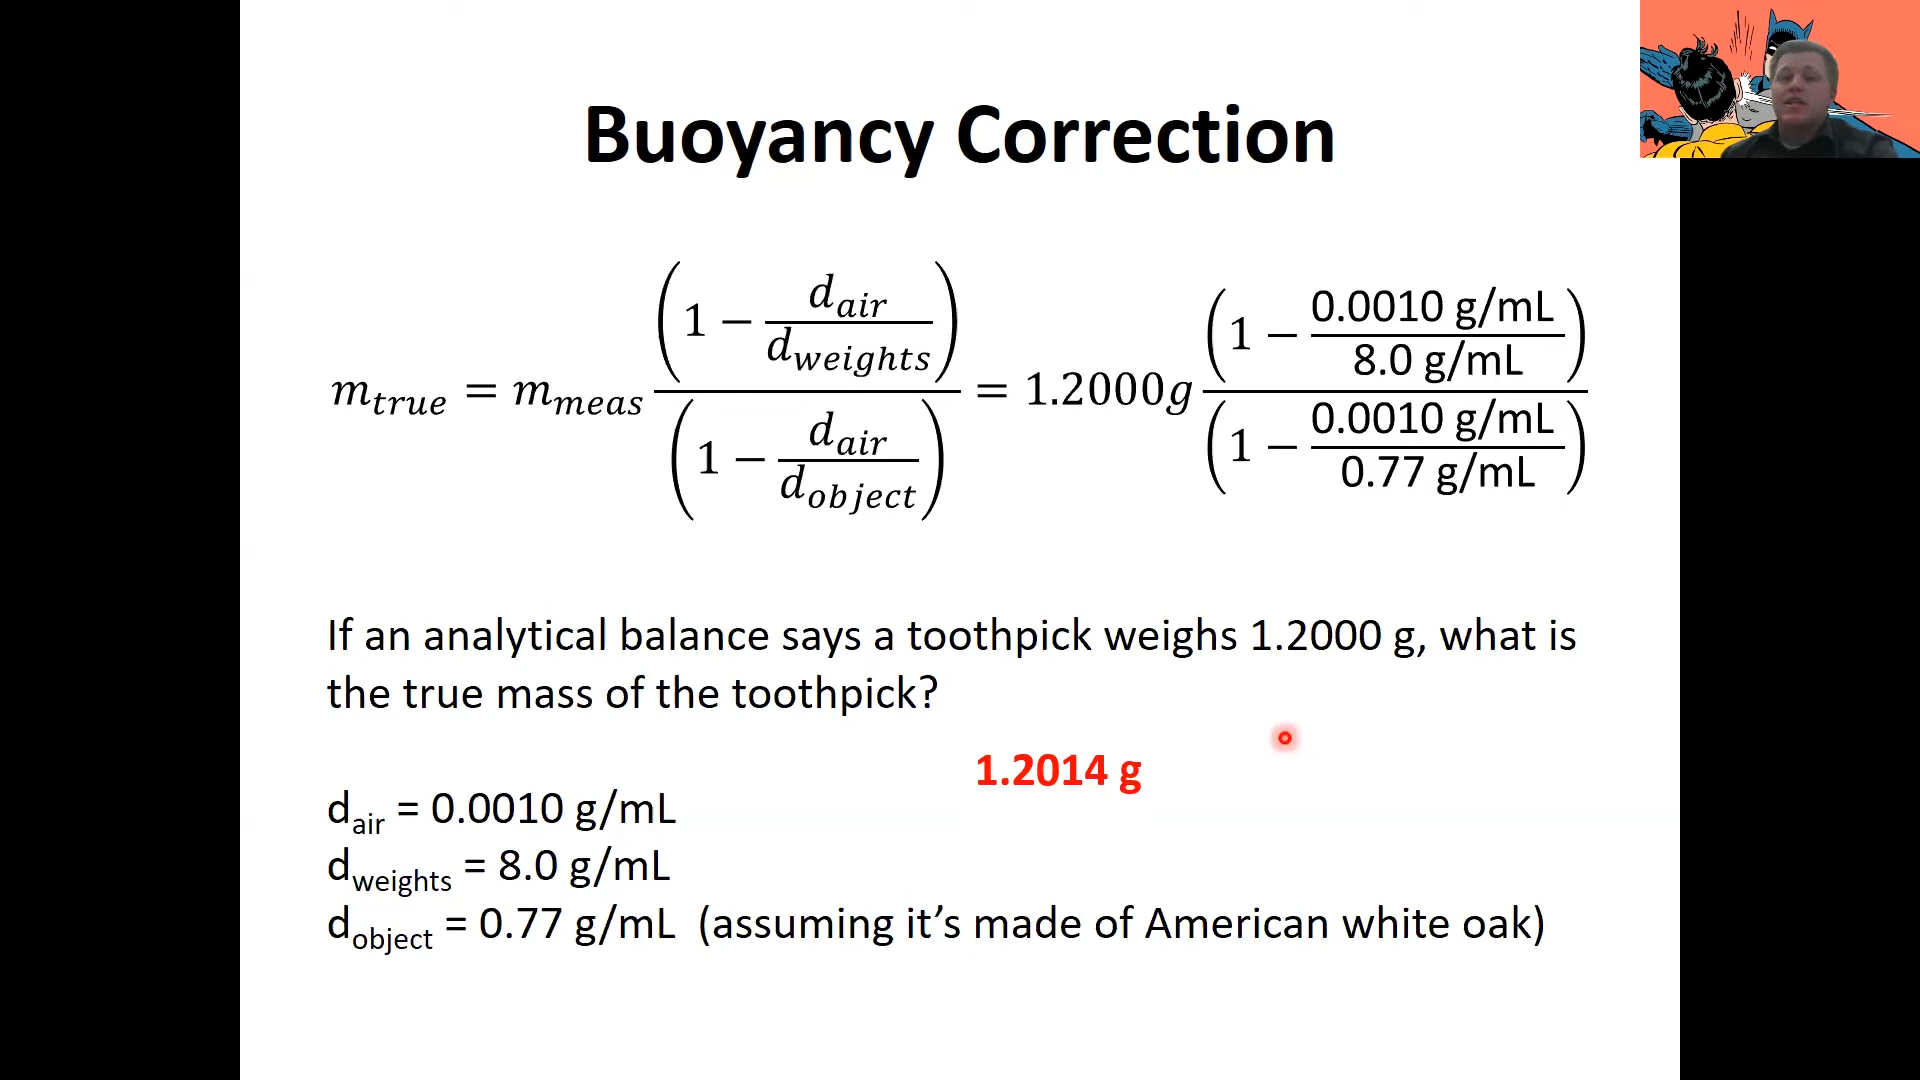 Buoyancy Correction
m_true = m_meas (1 − d_air/d_weights)/(1 − d_air/d_object) = 1.2000g (1 − 0.0010 g/mL/8.0 g/mL)/(1 − 0.0010 g/mL/0.77 g/mL)
If an analytical balance says a toothpick weighs 1.2000 g, what is
the true mass of the toothpick?
1.2014 g
d_air = 0.0010 g/mL
d_weights = 8.0 g/mL
d_object = 0.77 g/mL (assuming it’s made of American white oak)